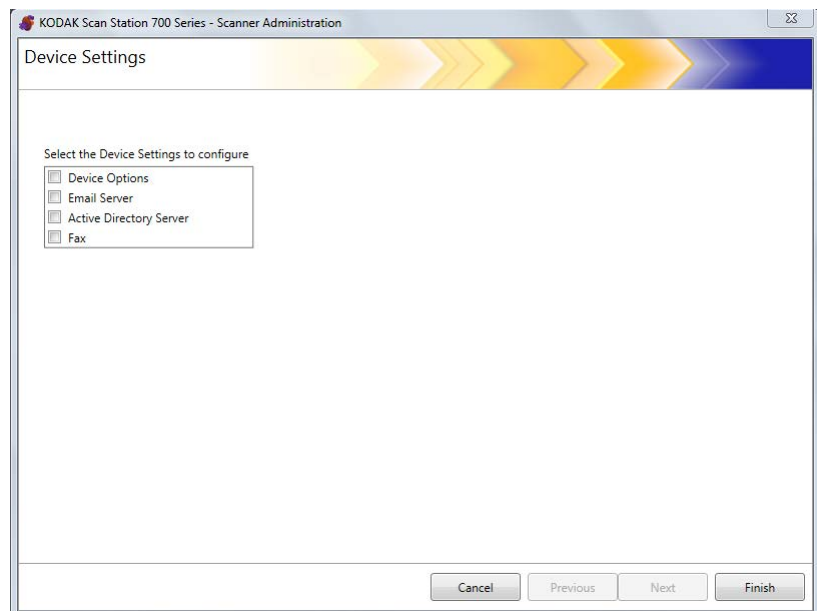 KODAK Scan Station 700 Series - Scanner Administration
Device Settings
Select the Device Settings to configure
Device Options
Email Server
Active Directory Server
Fax
Cancel Previous Next Finish